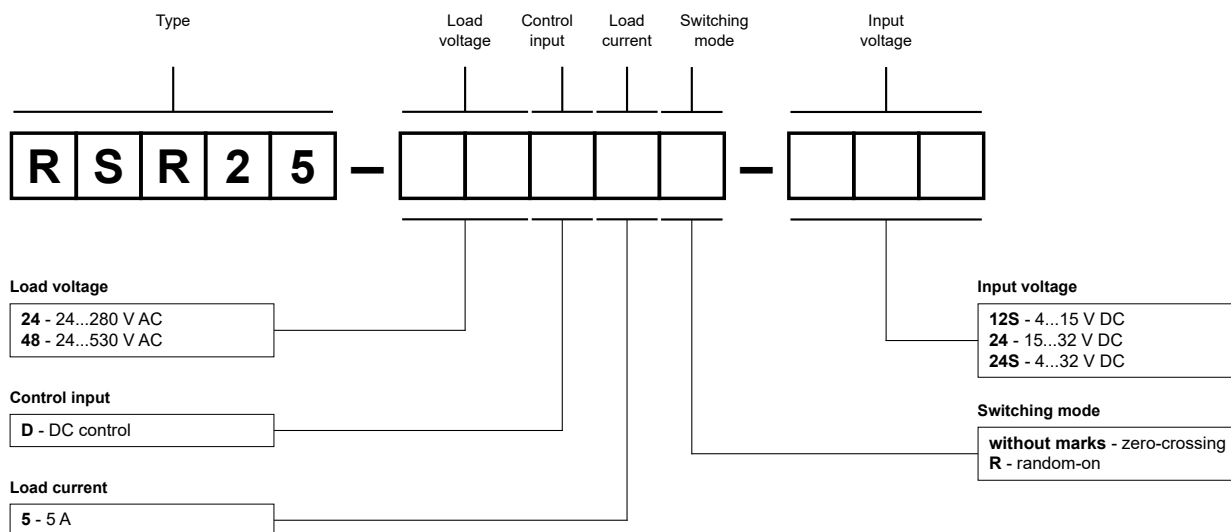 Type
Load voltage
Control input
Load current
Switching mode
Input voltage
RSR25 – –
Load voltage
24 - 24...280 V AC
48 - 24...530 V AC
Control input
D - DC control
Load current
5 - 5 A
Input voltage
12S - 4...15 V DC
24 - 15...32 V DC
24S - 4...32 V DC
Switching mode
without marks - zero-crossing
R - random-on